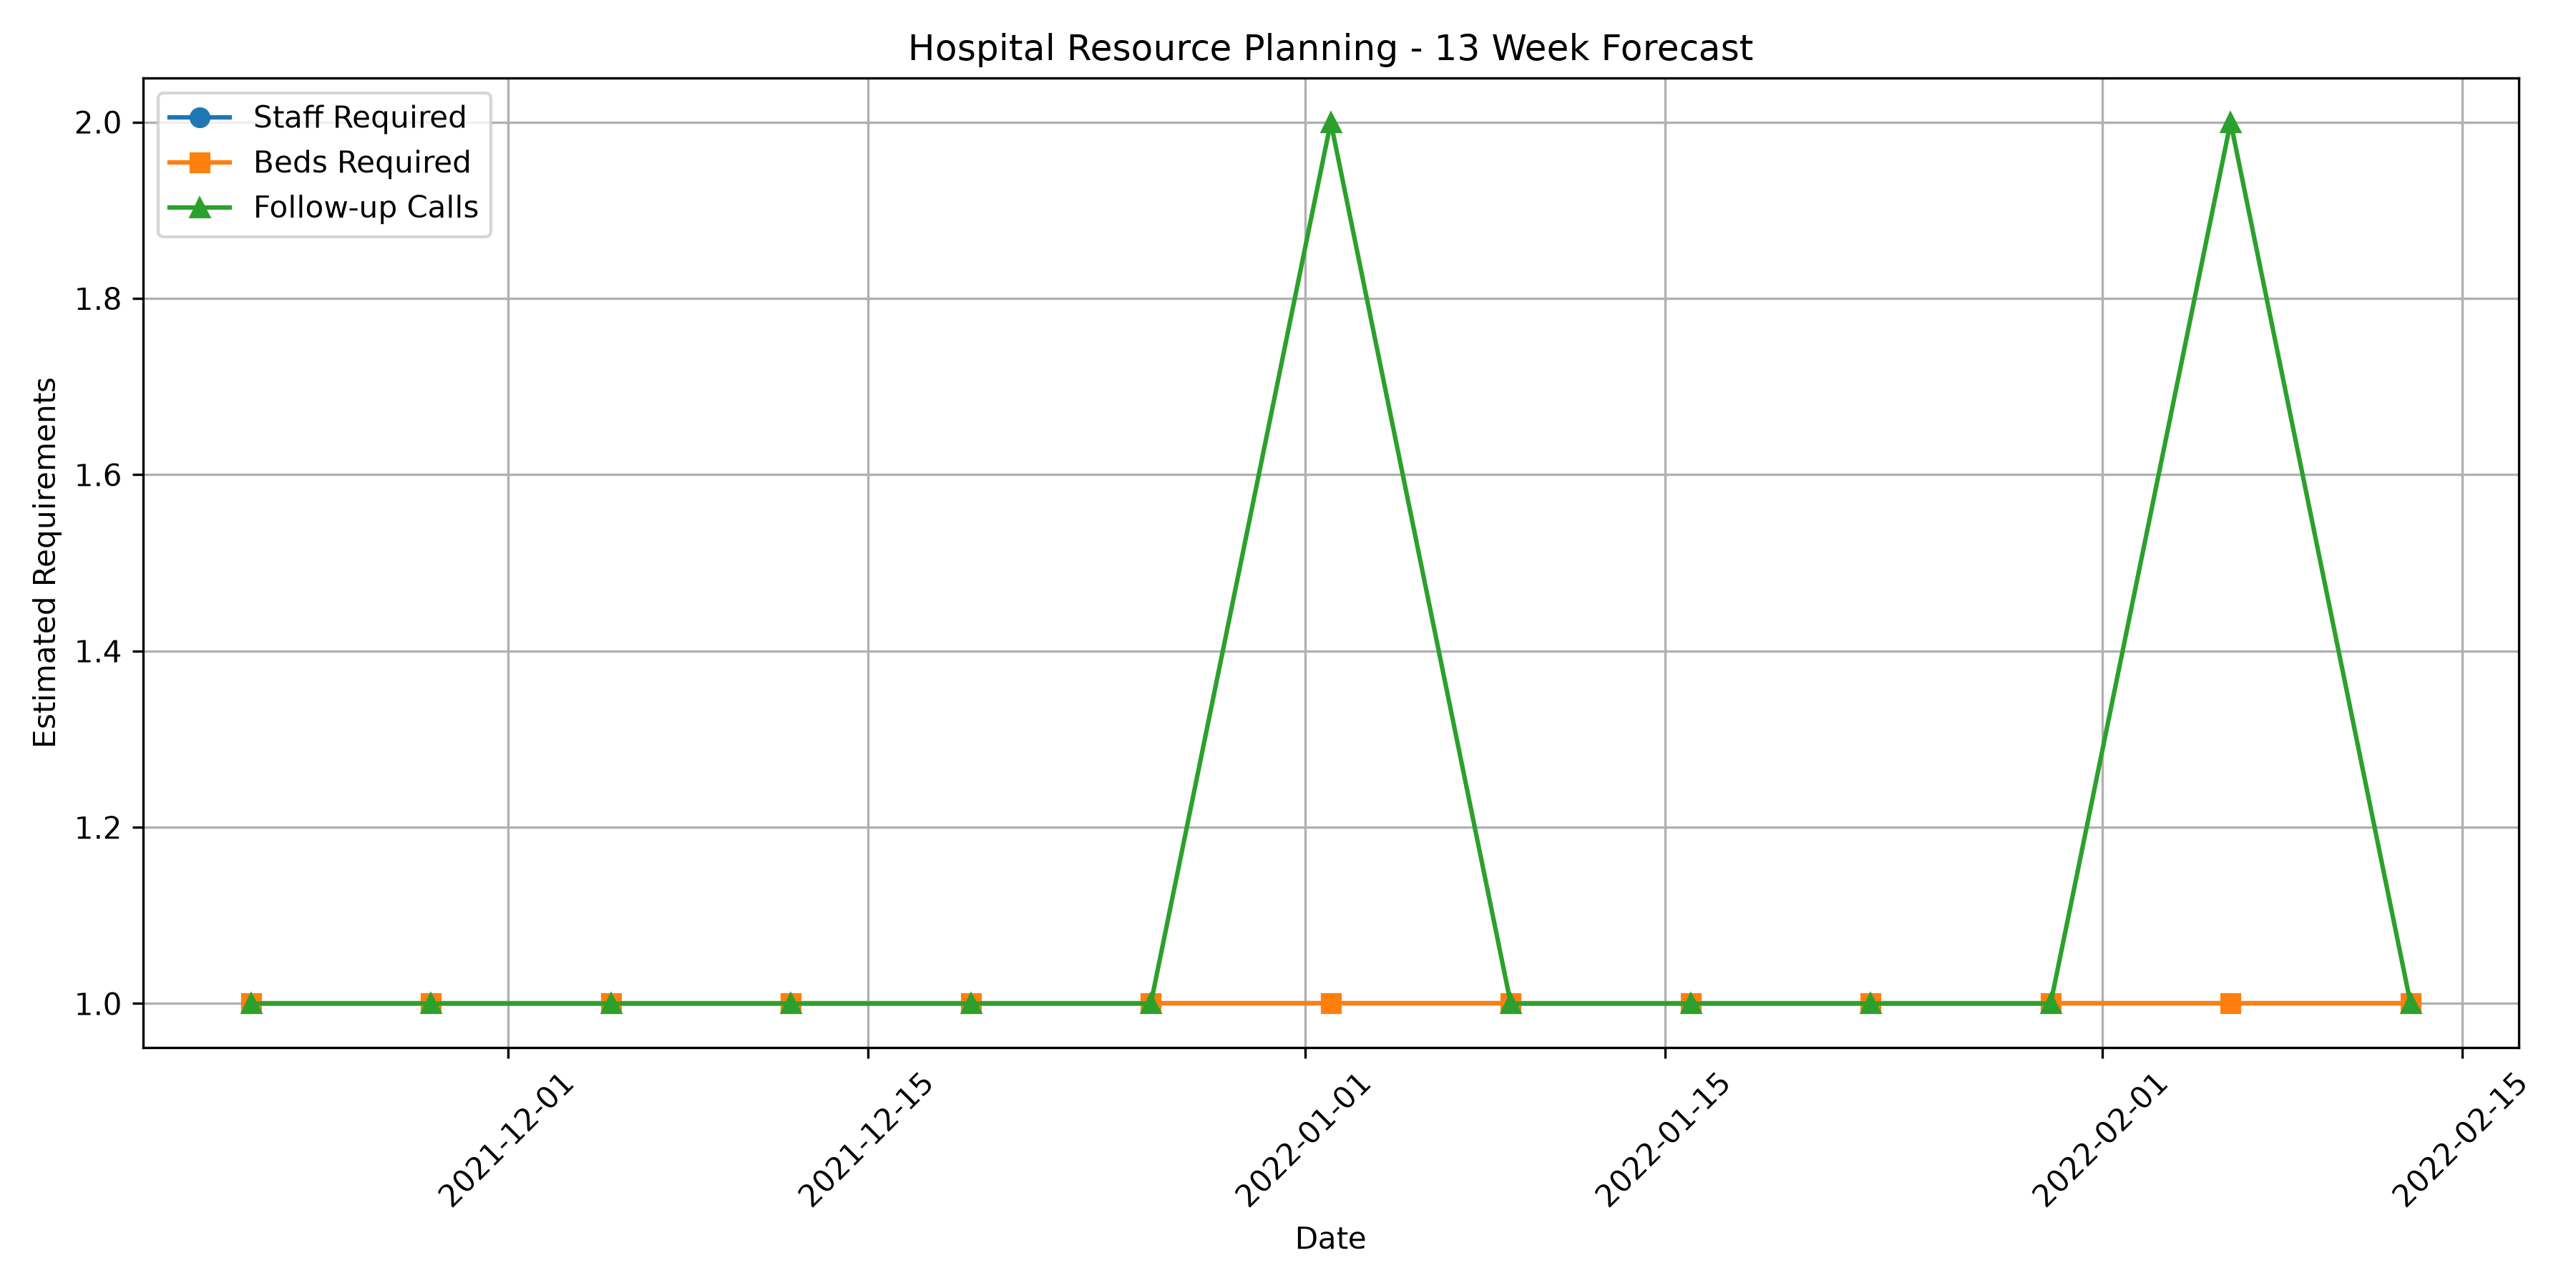 Hospital Resource Planning - 13 Week Forecast
Staff Required
Beds Required
Follow-up Calls
Estimated Requirements
2.0
1.8
1.6
1.4
1.2
1.0
2021-12-01
2021-12-15
2022-01-01
2022-01-15
2022-02-01
2022-02-15
Date